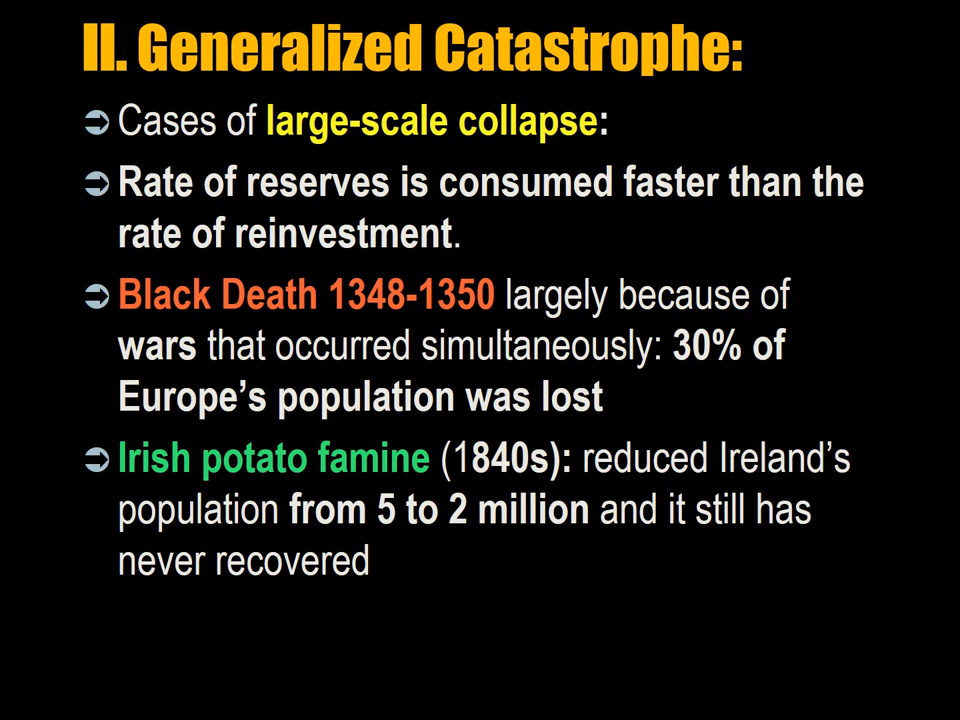 II. Generalized Catastrophe:
Cases of large-scale collapse:
Rate of reserves is consumed faster than the
rate of reinvestment.
Black Death 1348-1350 largely because of
wars that occurred simultaneously: 30% of
Europe's population was lost
Irish potato famine (1840s): reduced Ireland's
population from 5 to 2 million and it still has
never recovered